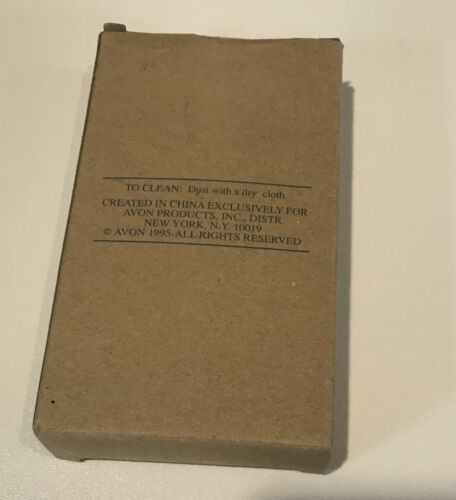 TO CLEAN: Dust with a dry cloth.
CREATED IN CHINA EXCLUSIVELY FOR
AVON PRODUCTS, INC., DISTR.
NEW YORK, N.Y. 10019
© AVON 1995-ALL RIGHTS RESERVED